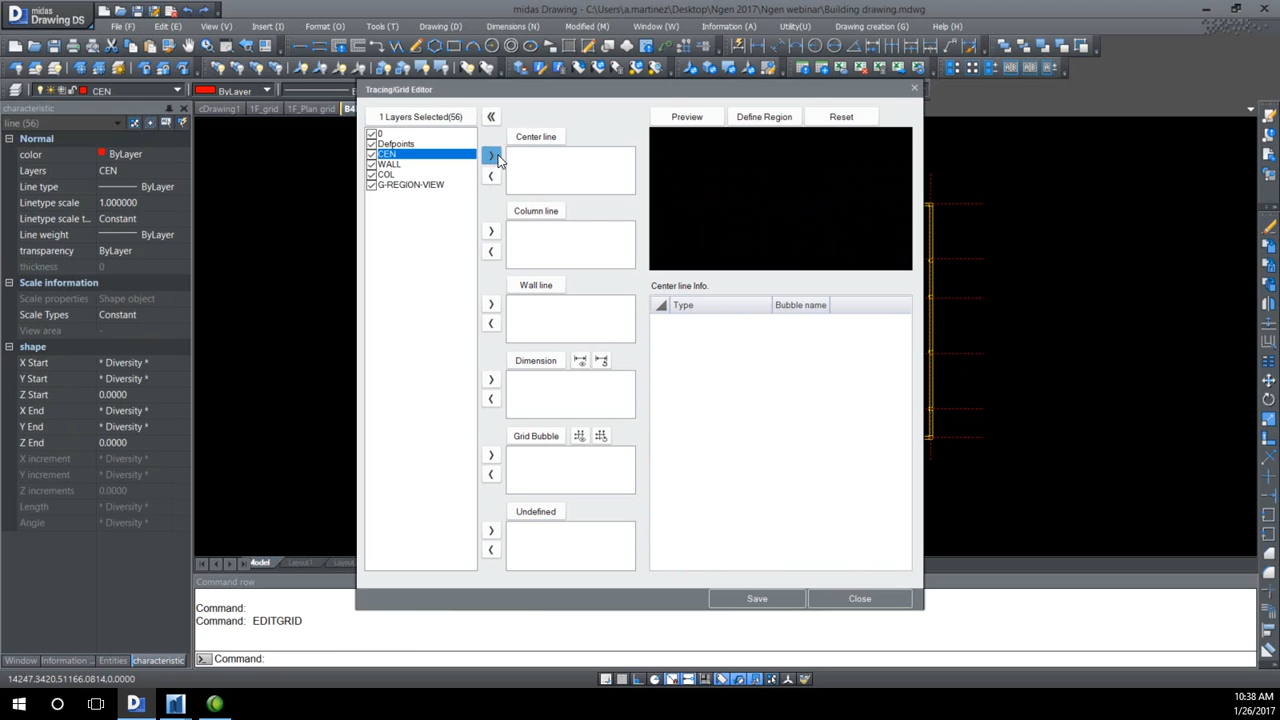 midas Drawing - C:\Users\a.martinez\Desktop\Ngen 2017\Ngen webinar\Building drawing.mdwg
DS
File (F)
Edit (E)
View (V)
Insert (I)
Original Drawing (O)
Tools (T)
Drawing (D)
Dimensions (N)
Modified (M)
Window (W)
Information (A)
Utility(U)
Drawing creation (G)
Help (H)
CEN
ByLayer
ByLayer
characteristic
cDrawing1
1F_grid
1F_Plan grid
B4
line (56)
Normal
color
ByLayer
Layers
CEN
Line type
ByLayer
Linetype scale
1.000000
Linetype scale t...
Constant
Line weight
ByLayer
transparency
ByLayer
thickness
0
Scale information
Scale properties
Shape object
Scale Types
Constant
View area
-
shape
X Start
* Diversity *
Y Start
* Diversity *
Z Start
0.0000
X End
* Diversity *
Y End
* Diversity *
Z End
0.0000
X increment
* Diversity *
Y increment
* Diversity *
Z increments
0.0000
Length
* Diversity *
Angle
* Diversity *
Tracing/Grid Editor
1 Layers Selected(56)
0
Defpoints
CEN
WALL
COL
G-REGION-VIEW
Center line
Column line
Wall line
Dimension
Grid Bubble
Undefined
Preview
Define Region
Reset
Center line Info.
Type
Bubble name
Save
Close
Model
Layout1
Command row
Command:
Command: EDITGRID
Command:
Window
Information ...
Entities
characteristic
14247.3420,51166.0814,0.0000
10:38 AM
1/26/2017